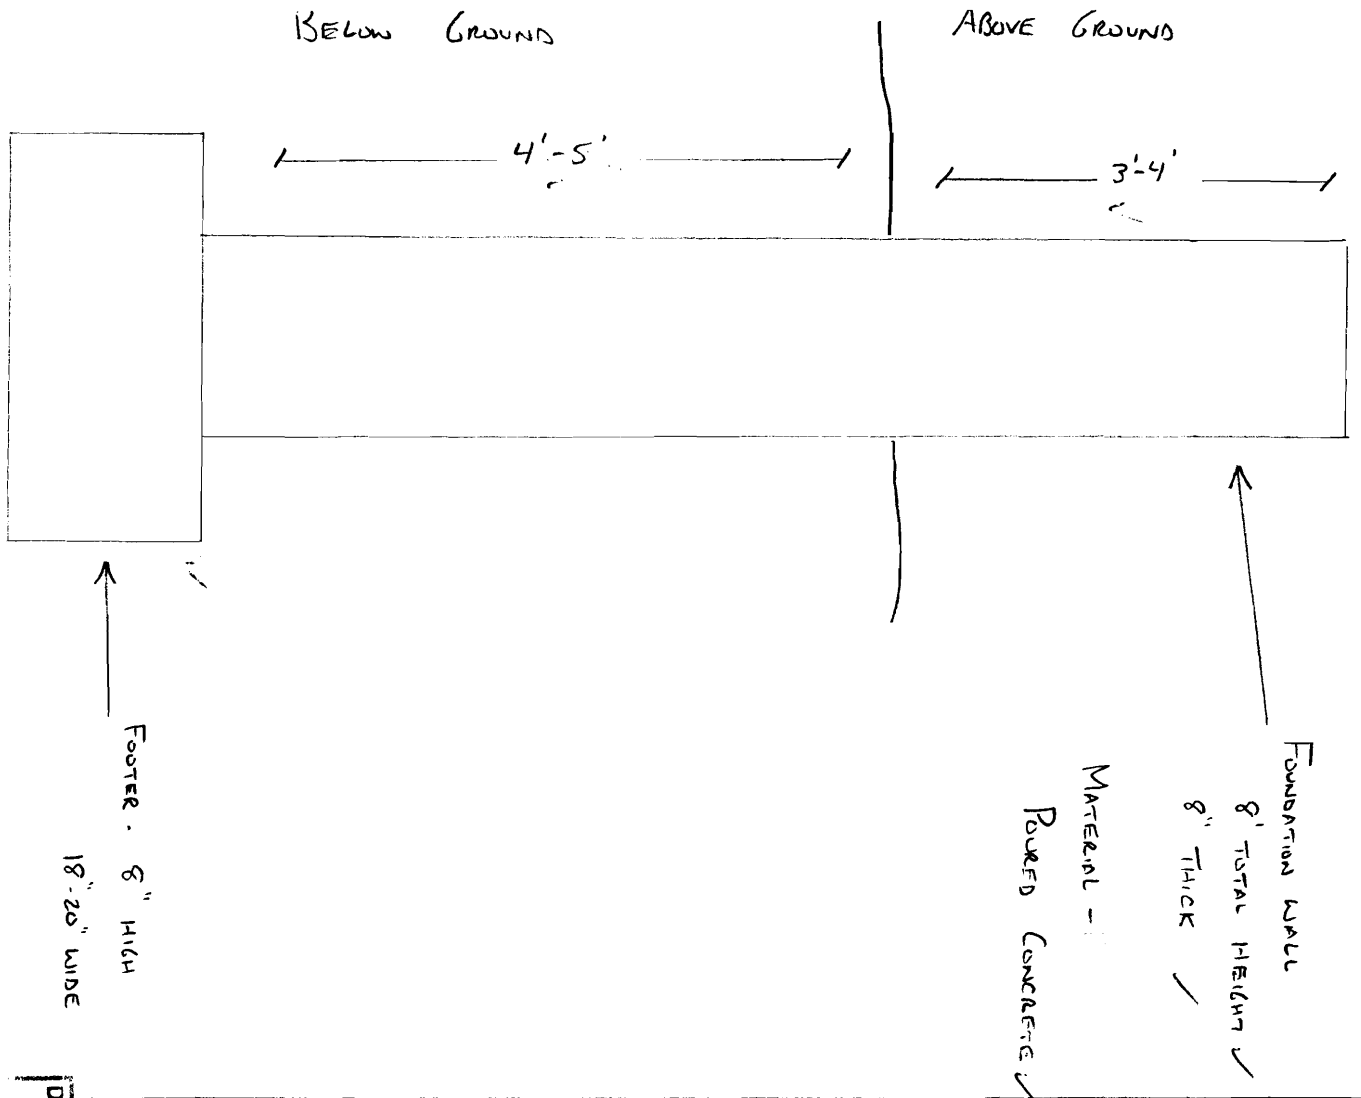 BELOW GROUND
ABOVE GROUND
4'-5'
3'-4'
FOUNDATION WALL
8' TOTAL HEIGHT
8" THICK
MATERIAL -
POURED CONCRETE
FOOTER - 8" HIGH
18"-20" WIDE